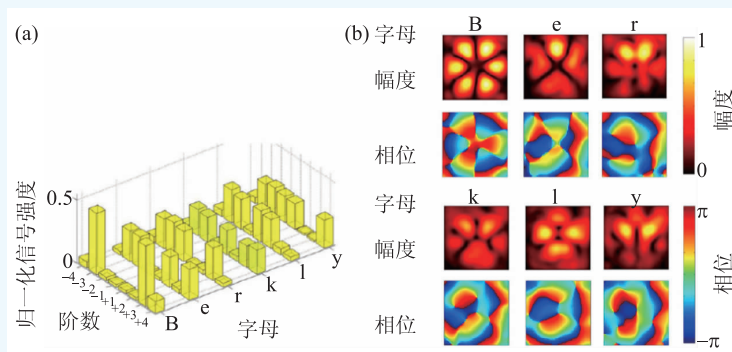 (a)
归一化信号强度
0.5
0
−4
−3
−2
−1
+1
+2
+3
+4
阶数
B
e
r
k
l
y
字母
(b)
字母 B e r
幅度
相位
1
幅度
0
字母 k l y
幅度
相位
π
相位
−π